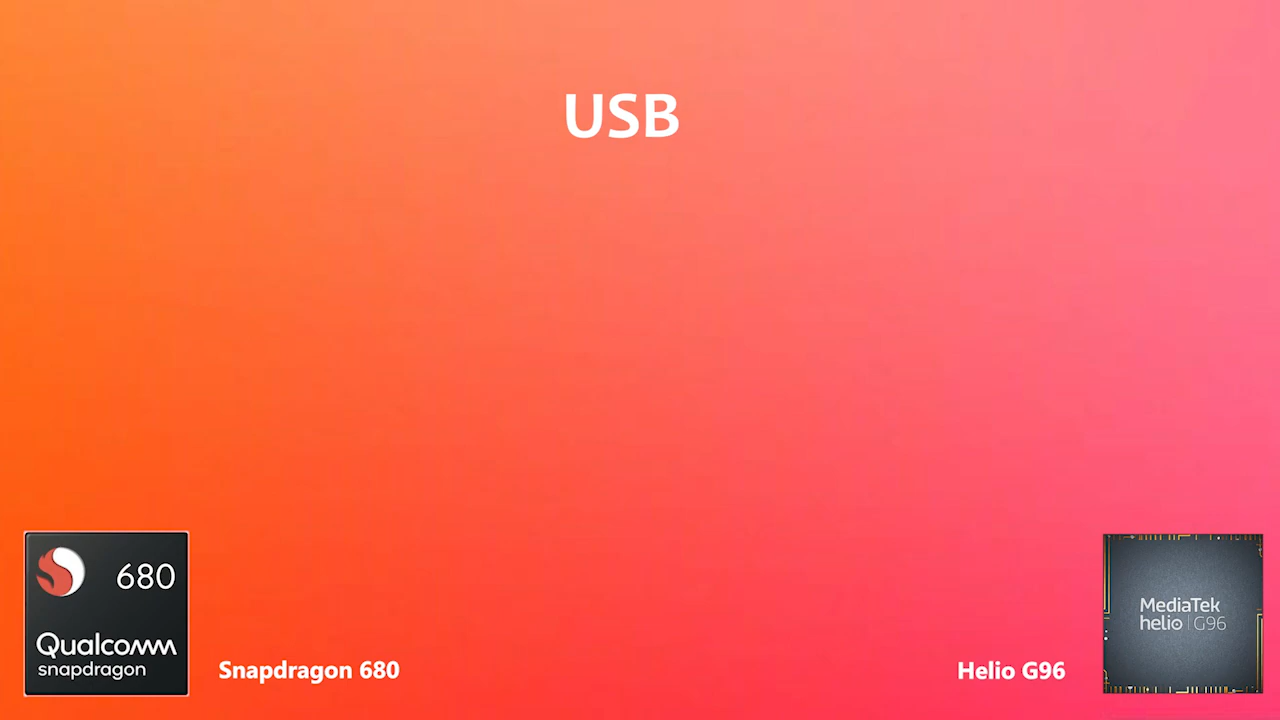 USB
680
Qualcomm
snapdragon
Snapdragon 680
Helio G96
MediaTek
helio | G96